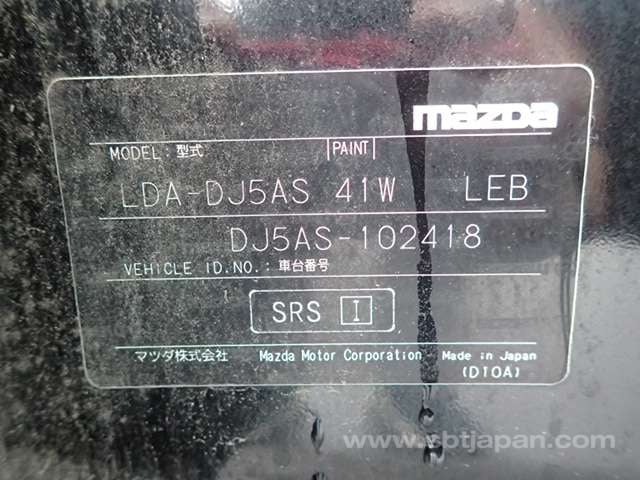 mazda
MODEL: 型式 PAINT
LDA-DJ5AS 41W LEB
DJ5AS-102418
VEHICLE ID.NO.: 車台番号
SRS I
マツダ株式会社 Mazda Motor Corporation Made in Japan
(D10A)
www.sbtjapan.com